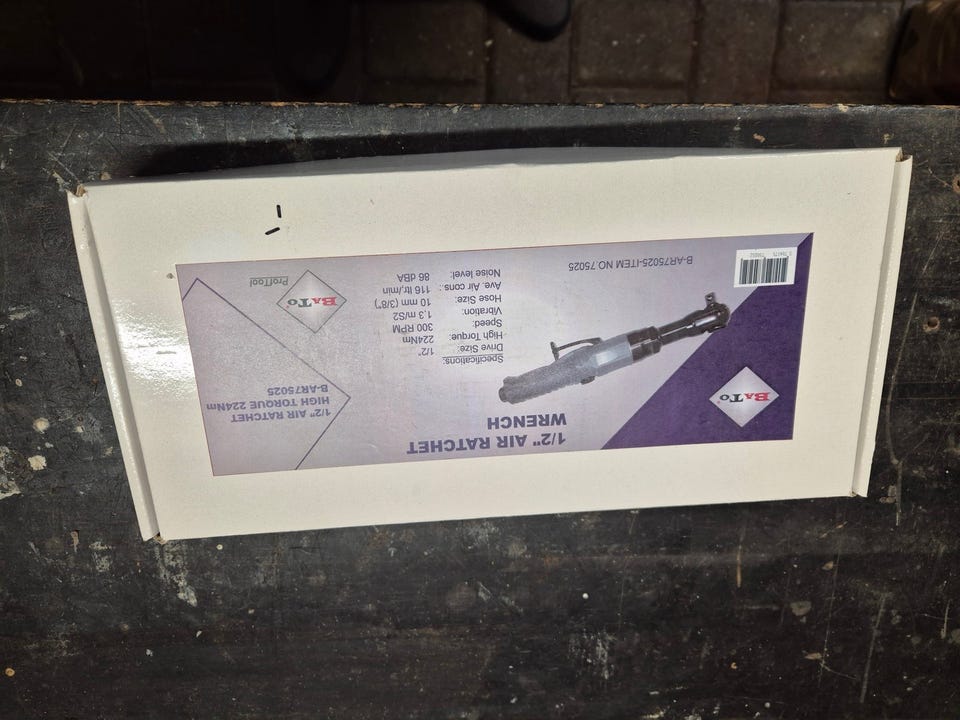 BATO
1/2" AIR RATCHET
WRENCH
Specifications:
Drive Size: 1/2"
High Torque: 224Nm
Speed: 300 RPM
Vibration: 1,3 m/S2
Hose Size: 10 mm (3/8")
Ave. Air cons.: 116 ltr,min
Noise level: 86 dBA
B-AR75025-ITEM NO.75025
1/2" AIR RATCHET
HIGH TORQUE 224Nm
B-AR75025
BATO
ProfTool